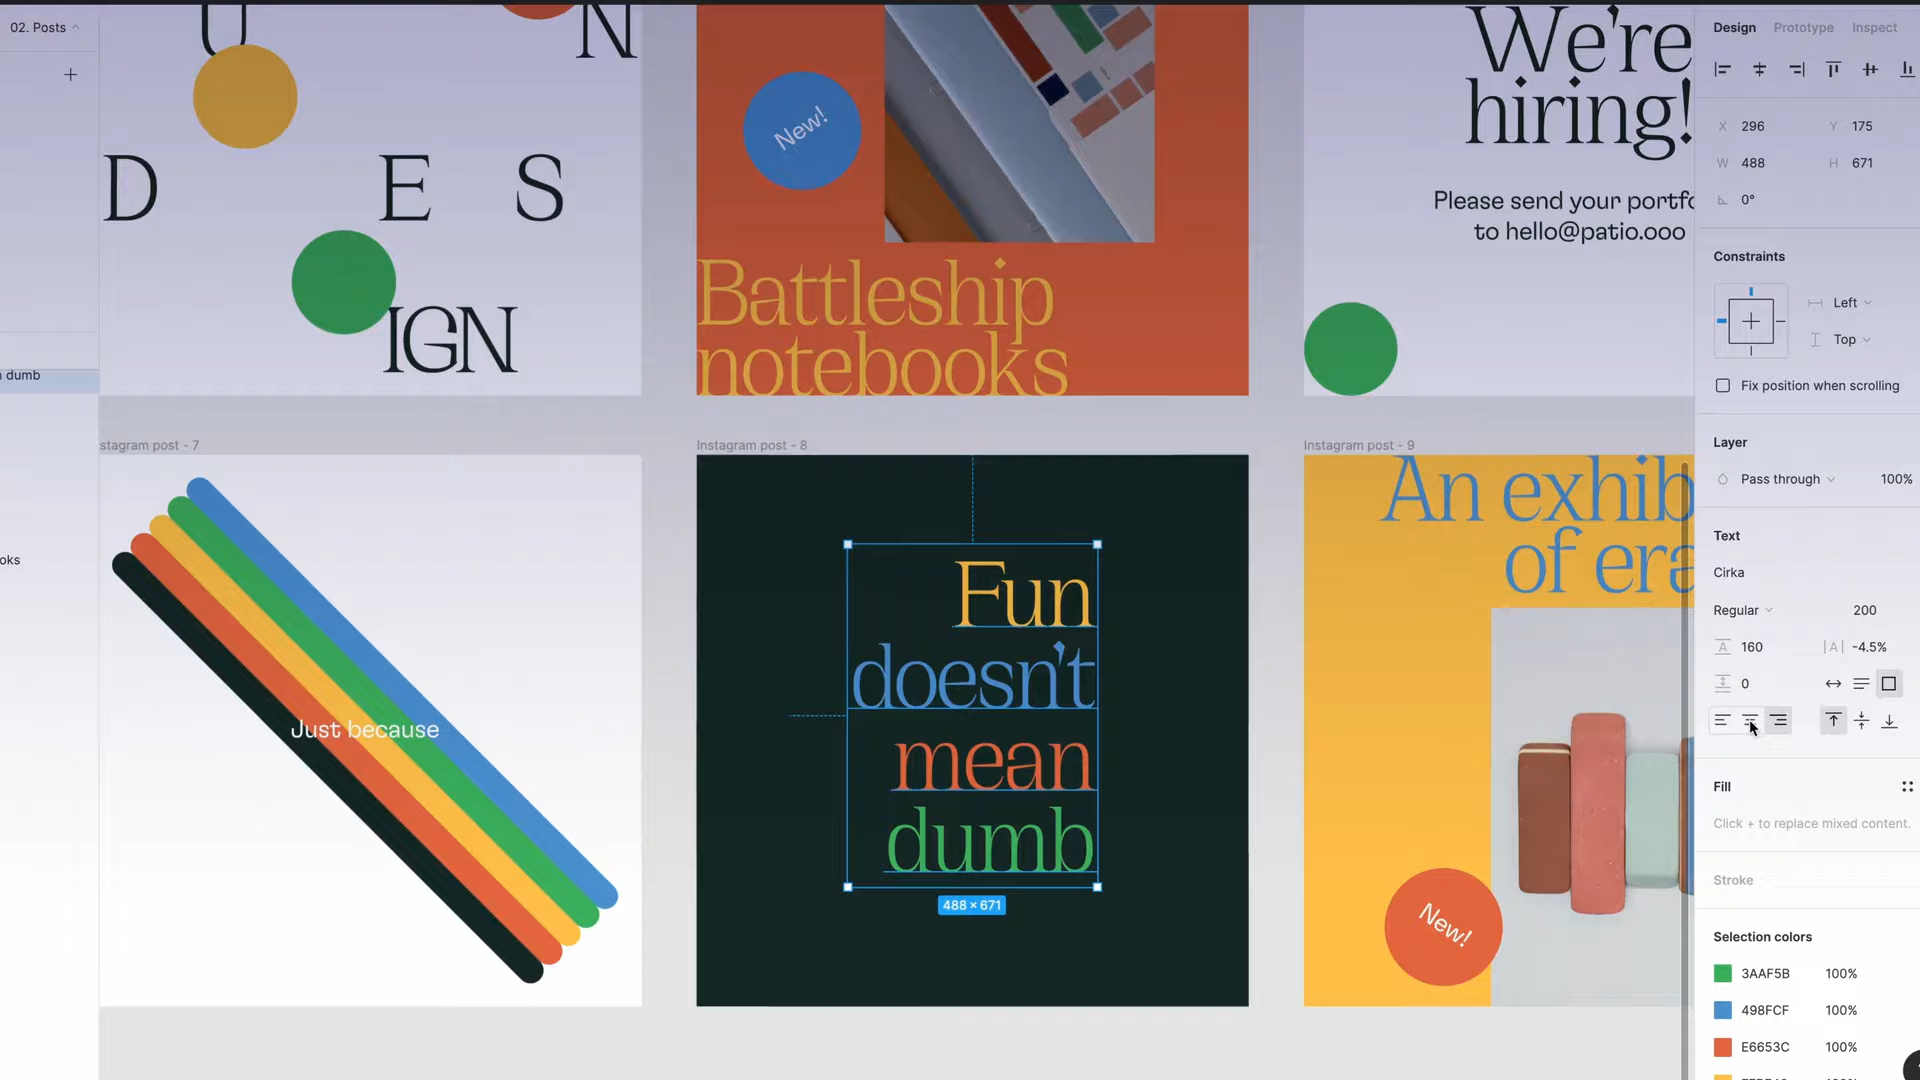 02. Posts
Design Prototype Inspect
U
N
D E S
IGN
New!
Battleship
notebooks
We're
hiring!
Please send your portfo
to hello@patio.ooo
X 296 Y 175
W 488 H 671
0°
Constraints
Left
Top
Fix position when scrolling
dumb
oks
stagram post - 7
Instagram post - 8
Instagram post - 9
Just because
Fun
doesn't
mean
dumb
488 × 671
An exhib
of era
New!
Layer
Pass through 100%
Text
Cirka
Regular 200
160 |A| -4.5%
0
Fill
Click + to replace mixed content.
Stroke
Selection colors
3AAF5B 100%
498FCF 100%
E6653C 100%